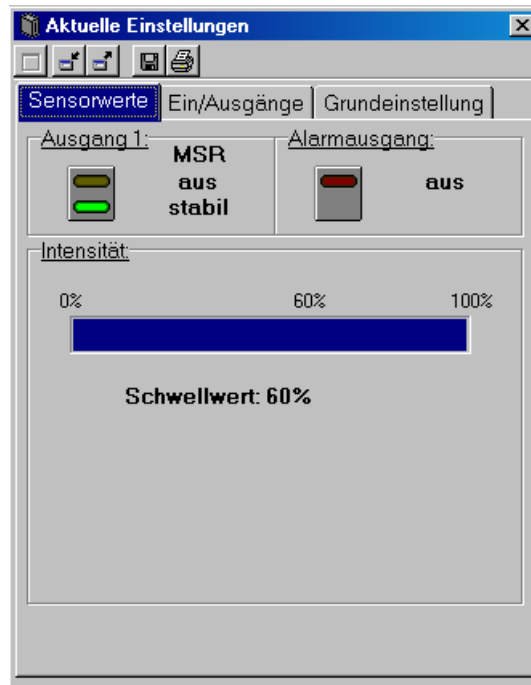 Aktuelle Einstellungen
Sensorwerte Ein/Ausgänge Grundeinstellung
Ausgang 1:
MSR
aus
stabil
Alarmausgang:
aus
Intensität:
0% 60% 100%
Schwellwert: 60%